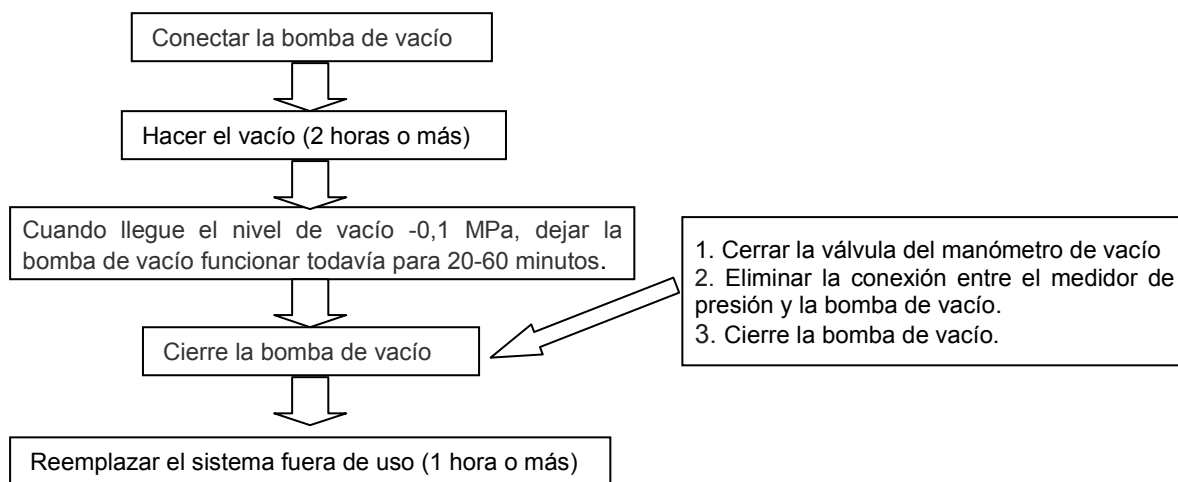 Conectar la bomba de vacío
Hacer el vacío (2 horas o más)
Cuando llegue el nivel de vacío -0,1 MPa, dejar la
bomba de vacío funcionar todavía para 20-60 minutos.
1. Cerrar la válvula del manómetro de vacío
2. Eliminar la conexión entre el medidor de
presión y la bomba de vacío.
3. Cierre la bomba de vacío.
Cierre la bomba de vacío
Reemplazar el sistema fuera de uso (1 hora o más)